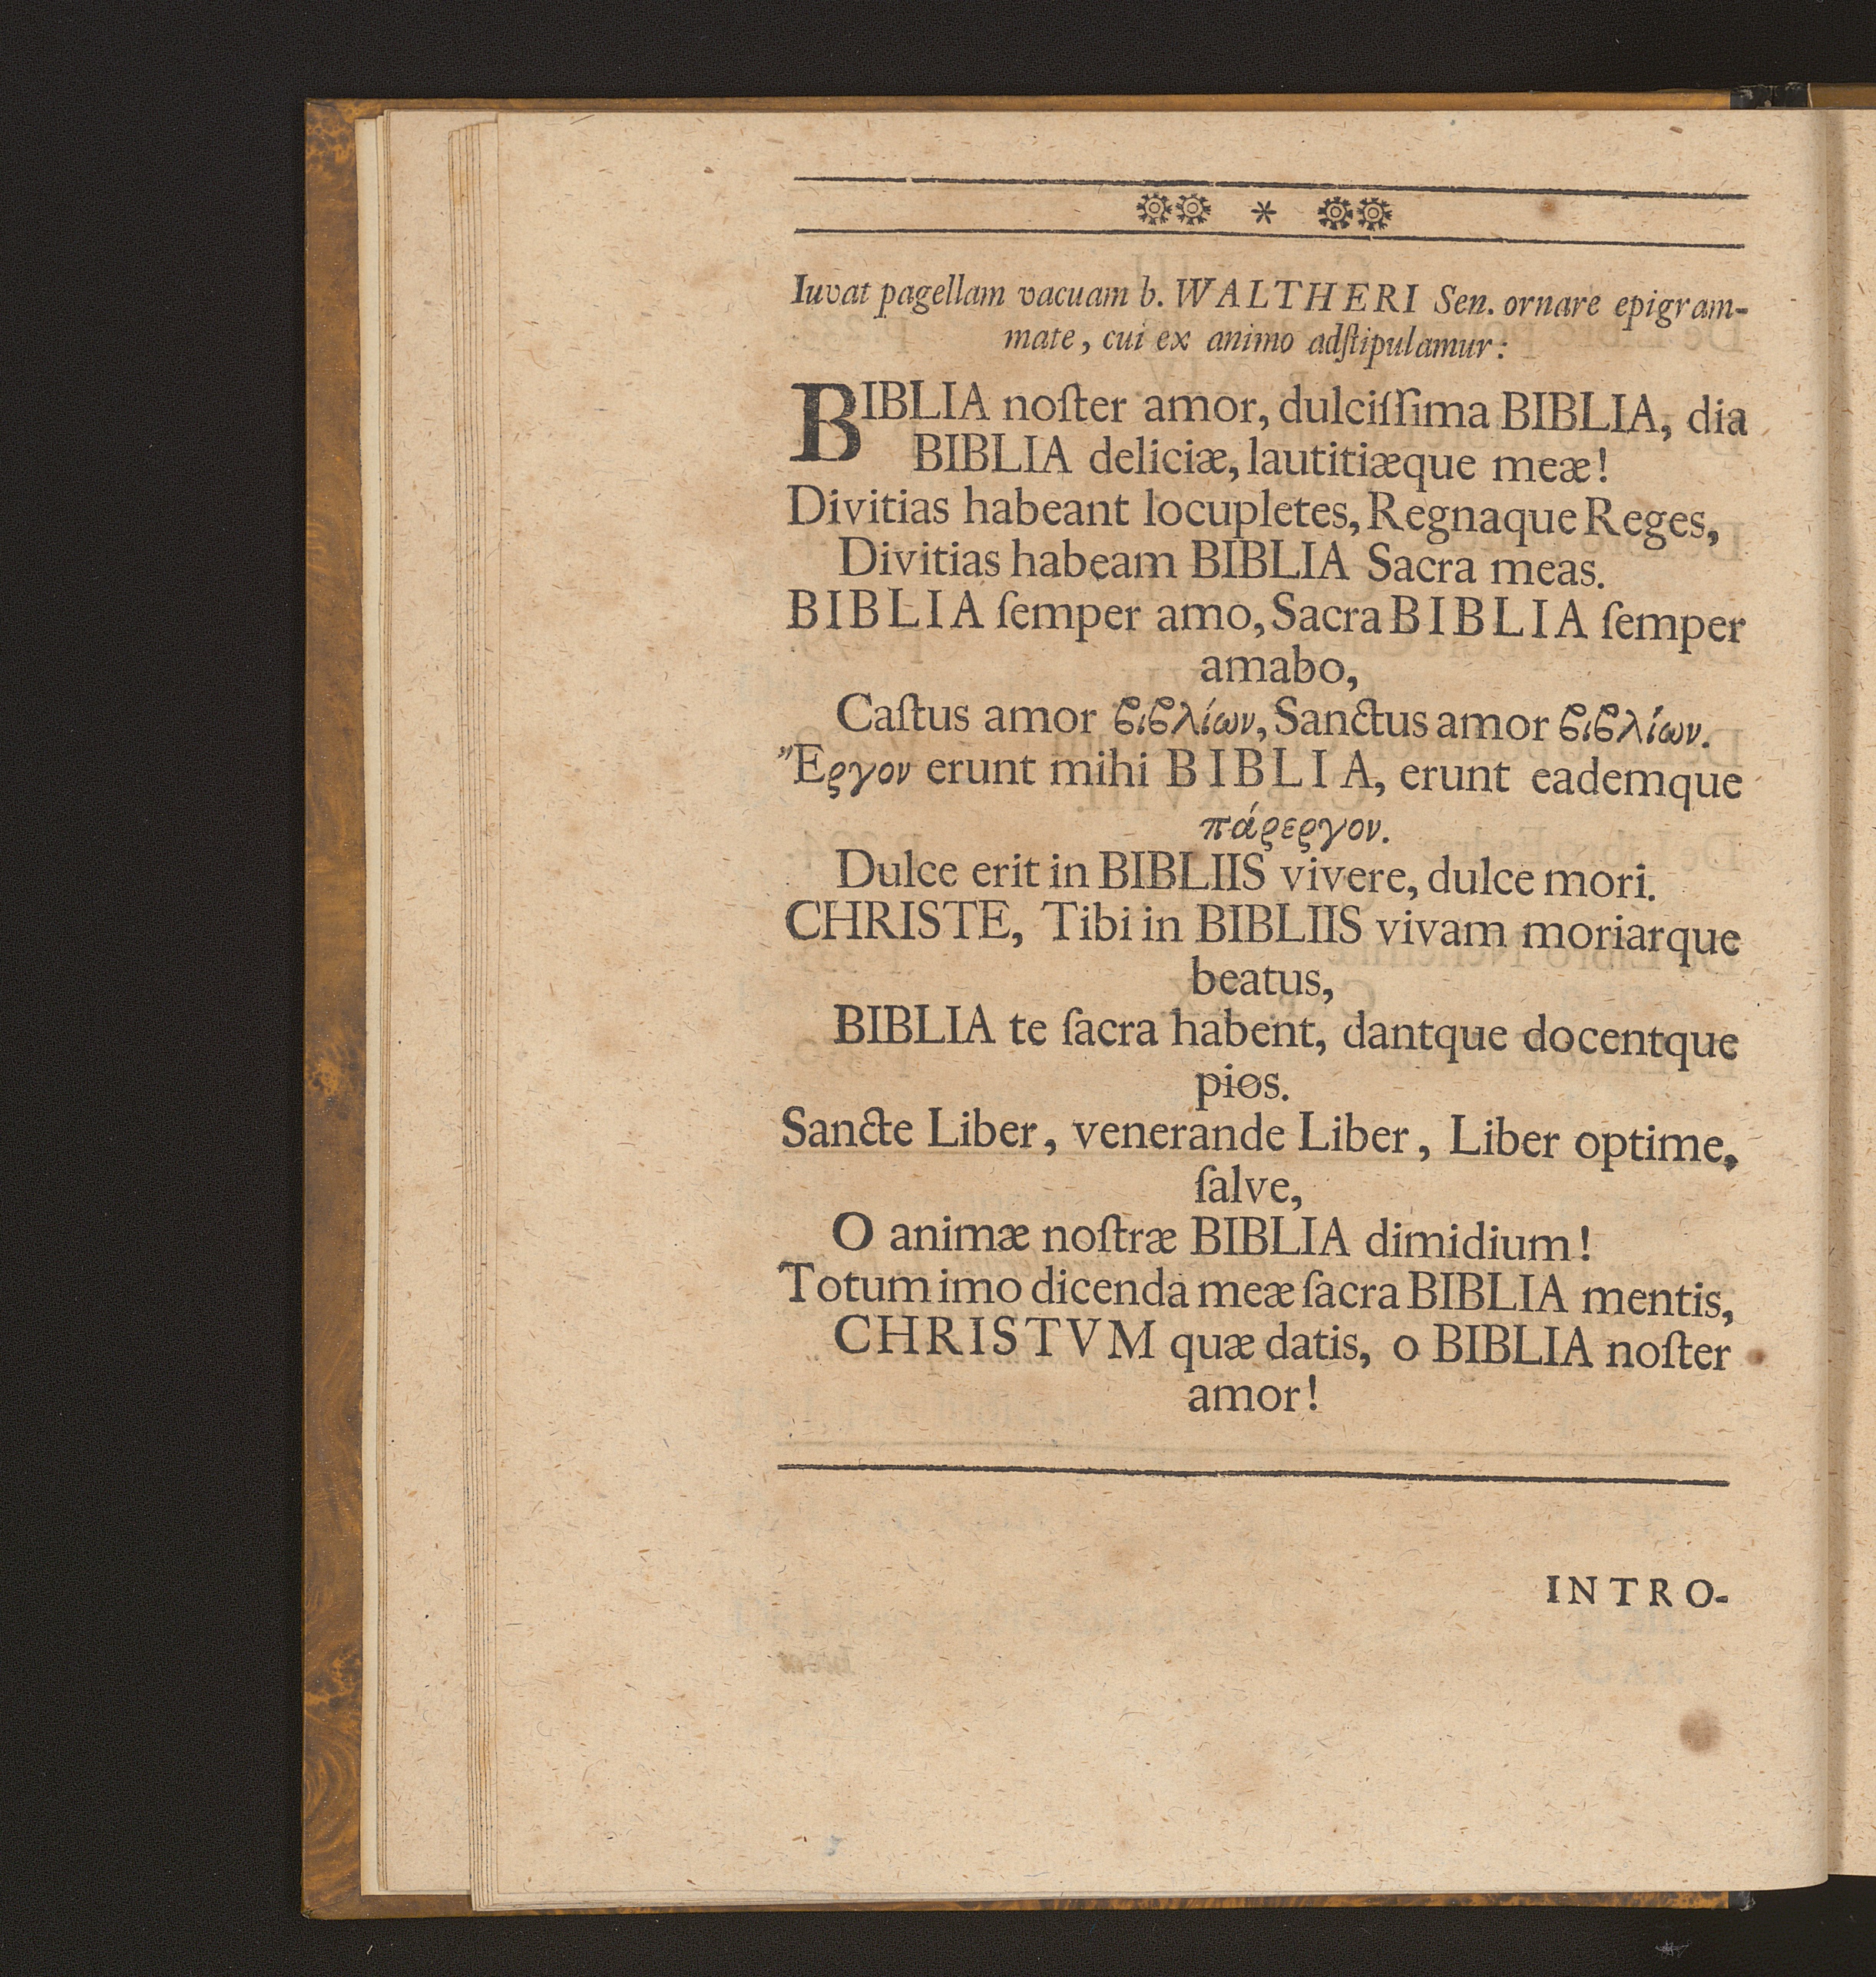 Iuvat pagellam vacuam b. WALTHERI Sen. ornare epigram-
mate, cui ex animo adſtipulamur:
BIBLIA noſter amor, dulciſſima BIBLIA, dia
BIBLIA deliciæ, lautitiæque meæ!
Divitias habeant locupletes, Regnaque Reges,
Divitias habeam BIBLIA Sacra meas.
BIBLIA ſemper amo, Sacra BIBLIA ſemper
amabo,
Caſtus amor ϐιϐλίων, Sanctus amor ϐιϐλίων.
Ἔργον erunt mihi BIBLIA, erunt eademque
πάρεργον.
Dulce erit in BIBLIIS vivere, dulce mori.
CHRISTE, Tibi in BIBLIIS vivam moriarque
beatus,
BIBLIA te ſacra habent, dantque docentque
pios.
Sancte Liber, venerande Liber, Liber optime,
ſalve,
O animæ noſtræ BIBLIA dimidium!
Totum imo dicenda meæ ſacra BIBLIA mentis,
CHRISTVM quæ datis, o BIBLIA noſter
amor!
INTRO-